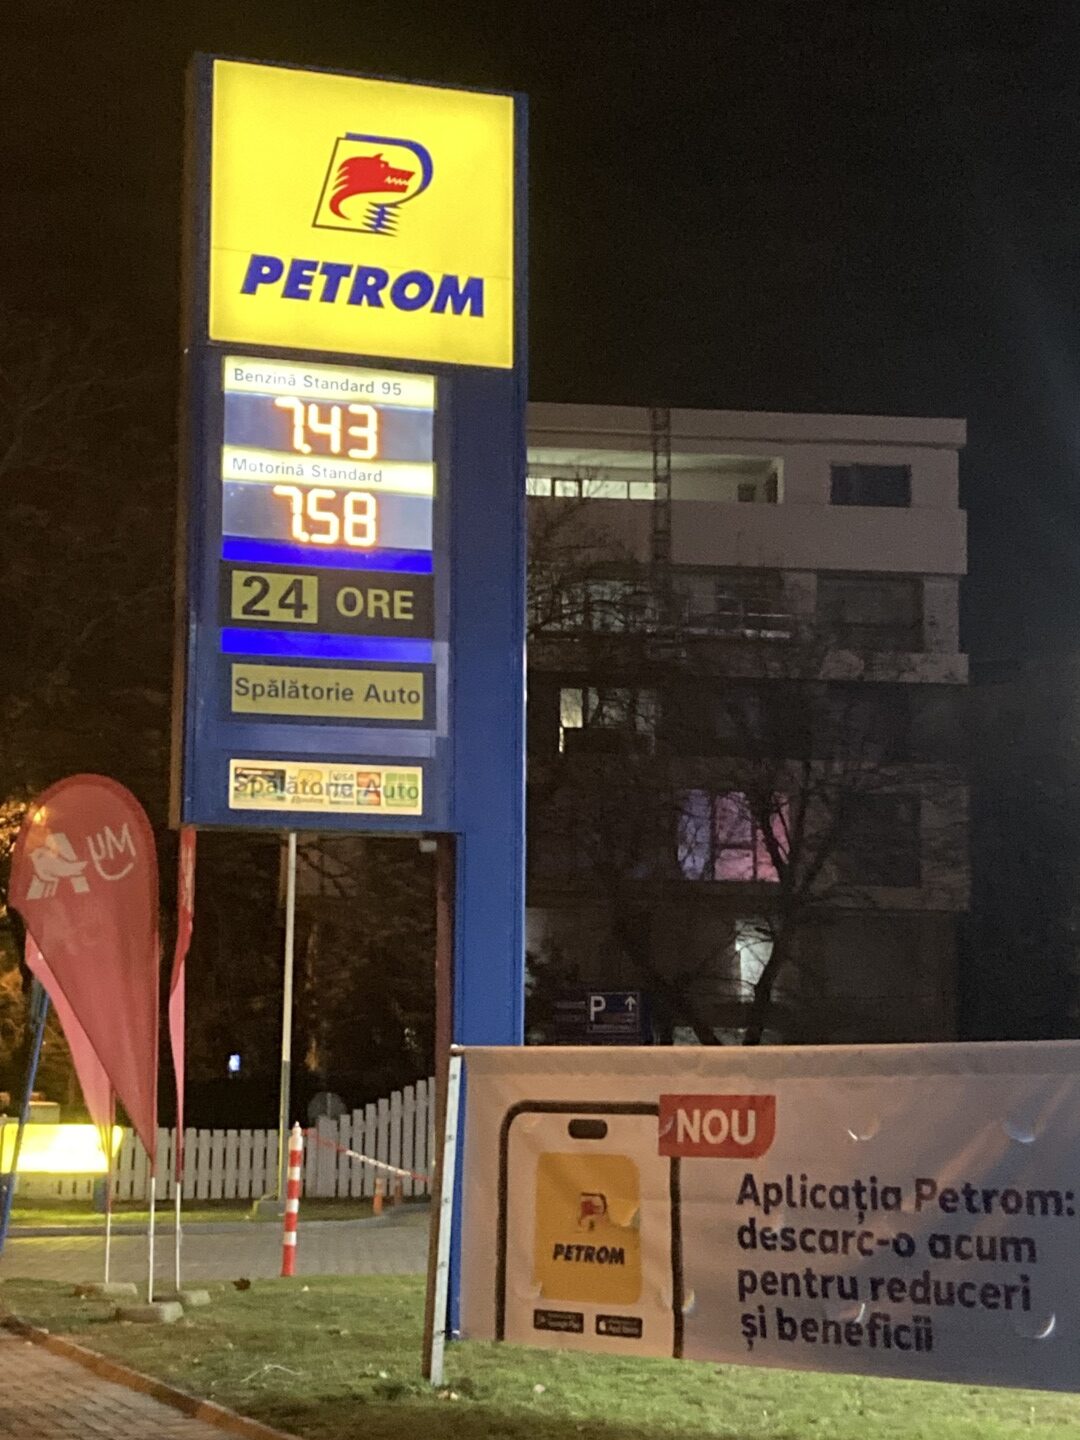 PETROM
Benzină Standard 95
7.43
Motorină Standard
7.58
24 ORE
Spălătorie Auto
Spălătorie Auto
P
NOU
PETROM
Aplicația Petrom:
descarc-o acum
pentru reduceri
și beneficii